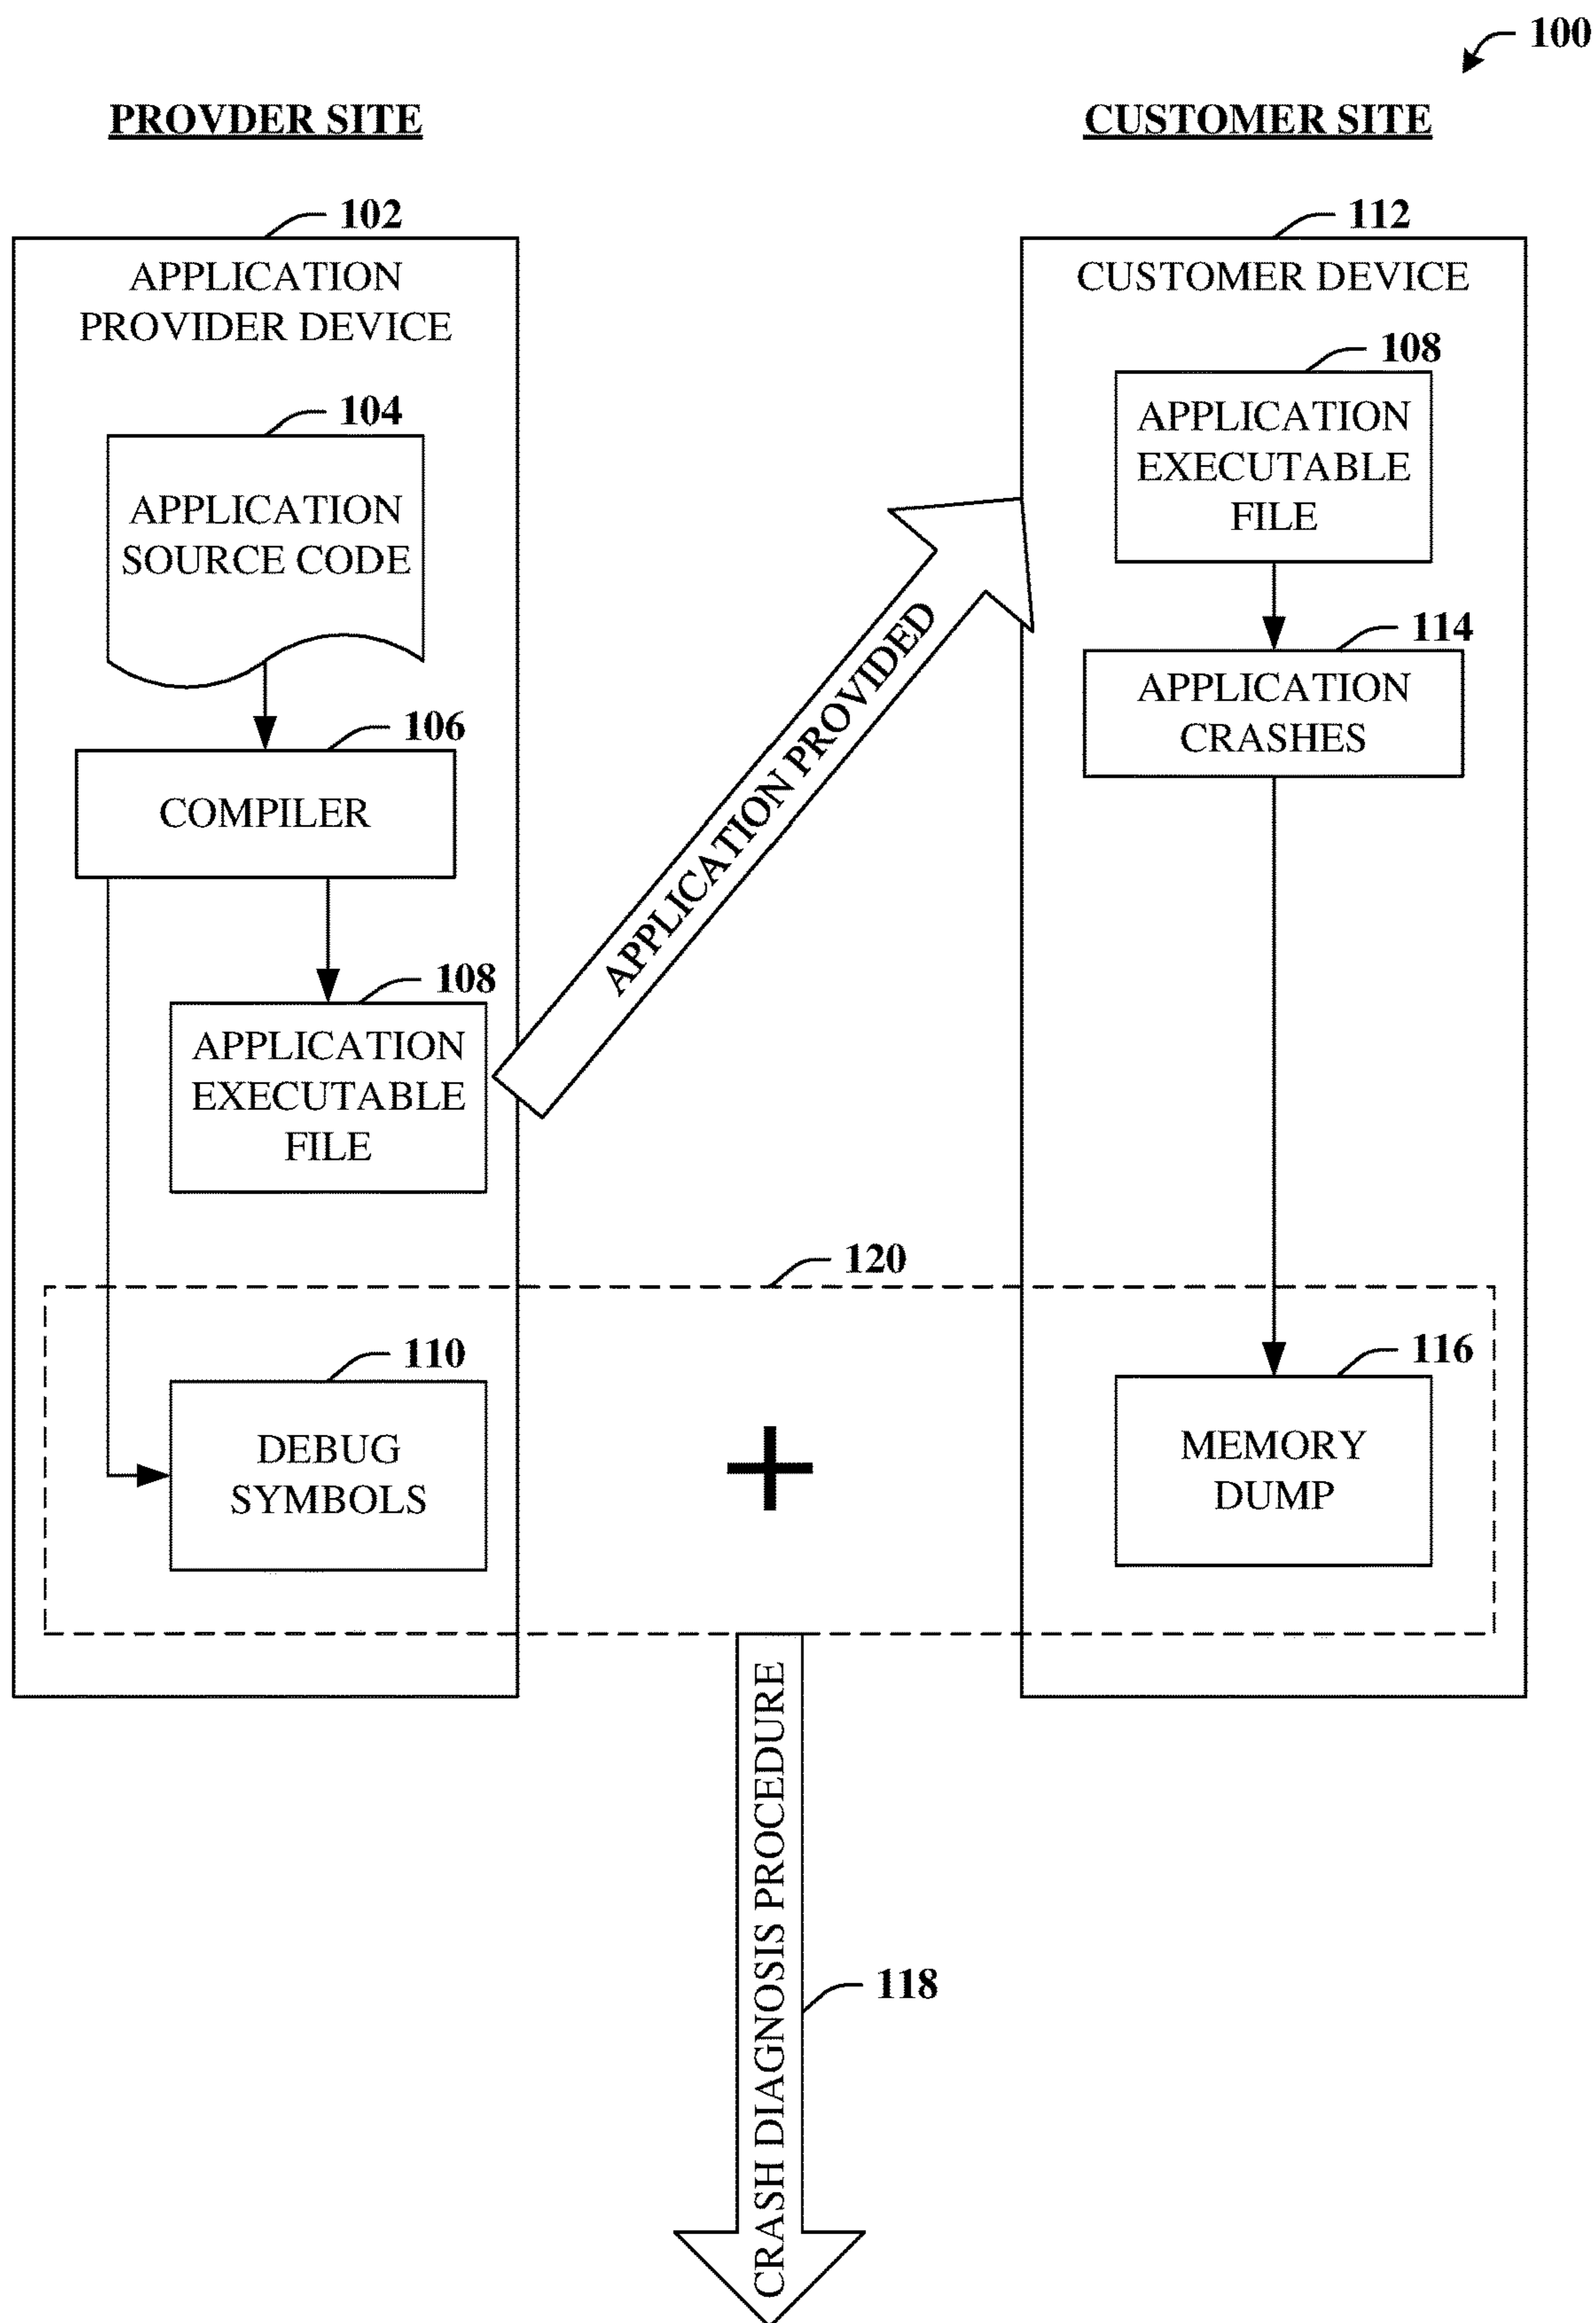 100
PROVDER SITE
CUSTOMER SITE
102
APPLICATION
PROVIDER DEVICE
104
APPLICATION
SOURCE CODE
106
COMPILER
108
APPLICATION
EXECUTABLE
FILE
APPLICATION PROVIDED
112
CUSTOMER DEVICE
108
APPLICATION
EXECUTABLE
FILE
114
APPLICATION
CRASHES
120
110
DEBUG
SYMBOLS
+
116
MEMORY
DUMP
CRASH DIAGNOSIS PROCEDURE
118